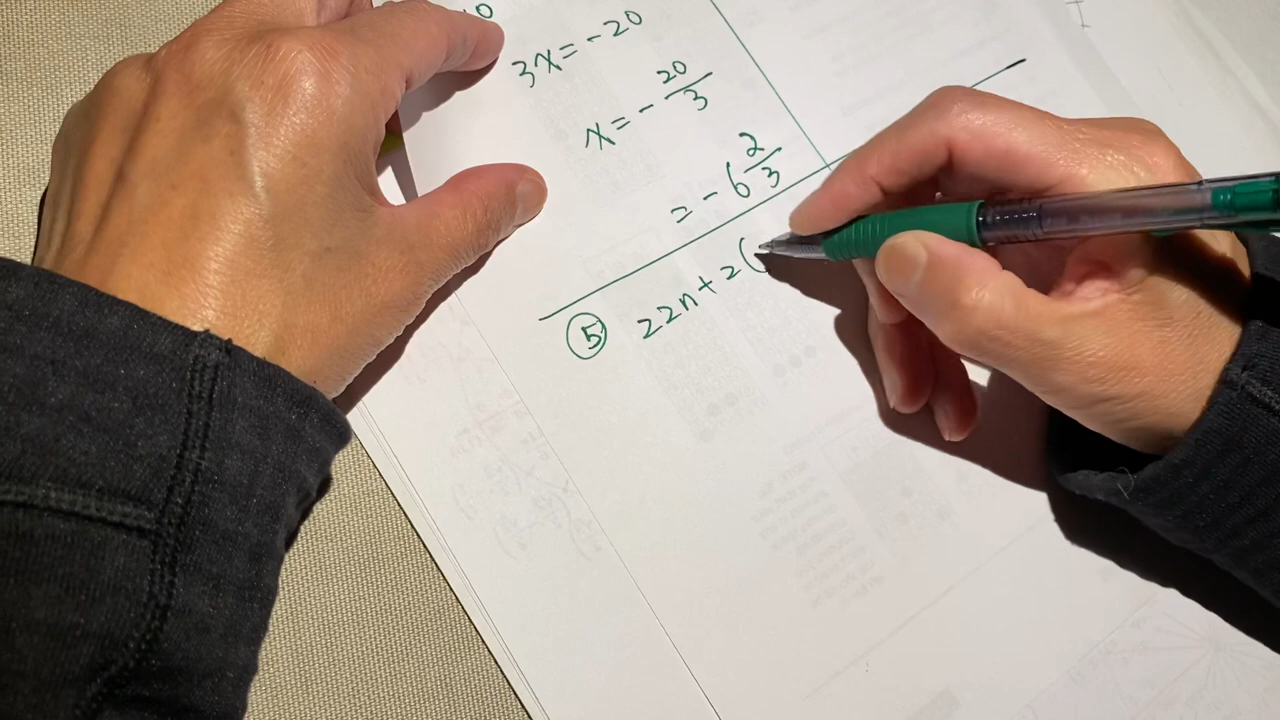 3x = -20
x = - 20/3
= - 6 2/3
⑤ 22n + 2(